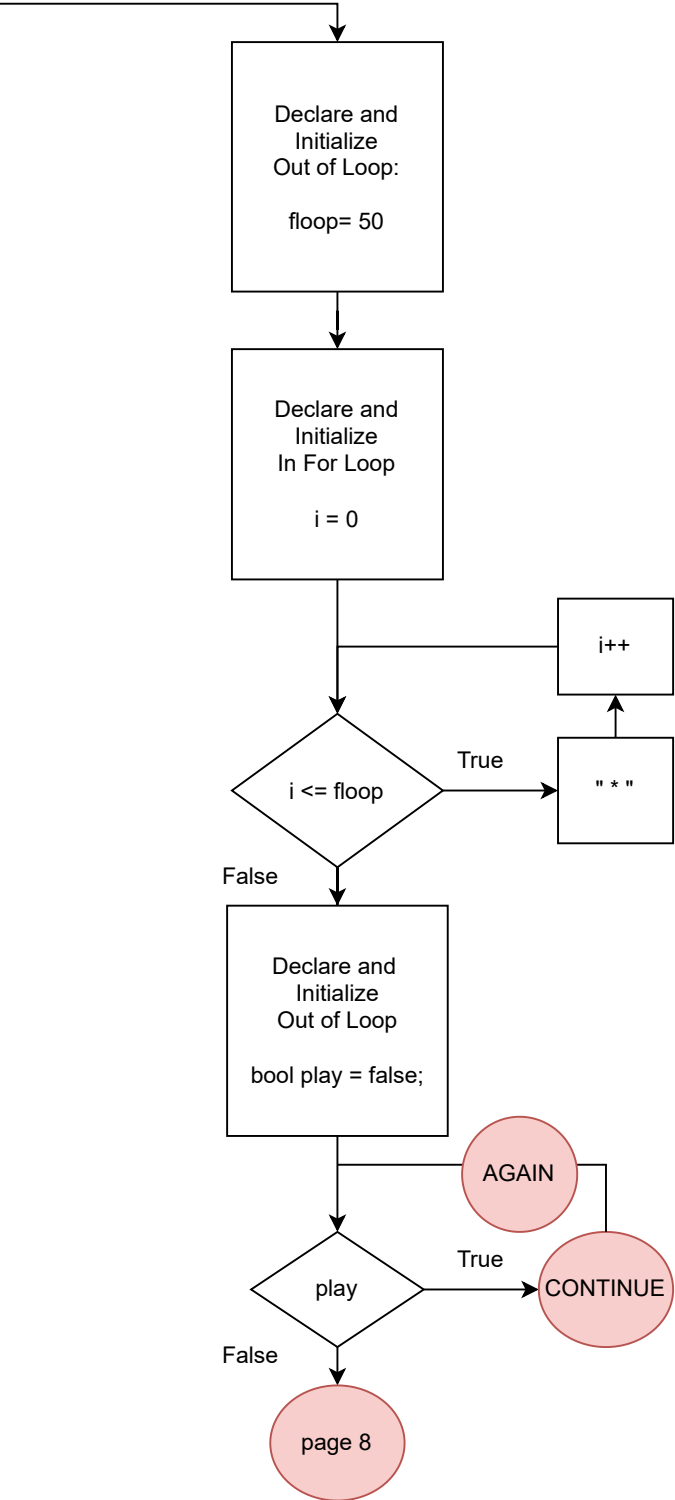 Declare and
Initialize
Out of Loop:
floop= 50
Declare and
Initialize
In For Loop
i = 0
i++
True
i <= floop
" * "
False
Declare and
Initialize
Out of Loop
bool play = false;
AGAIN
True
play
CONTINUE
False
page 8